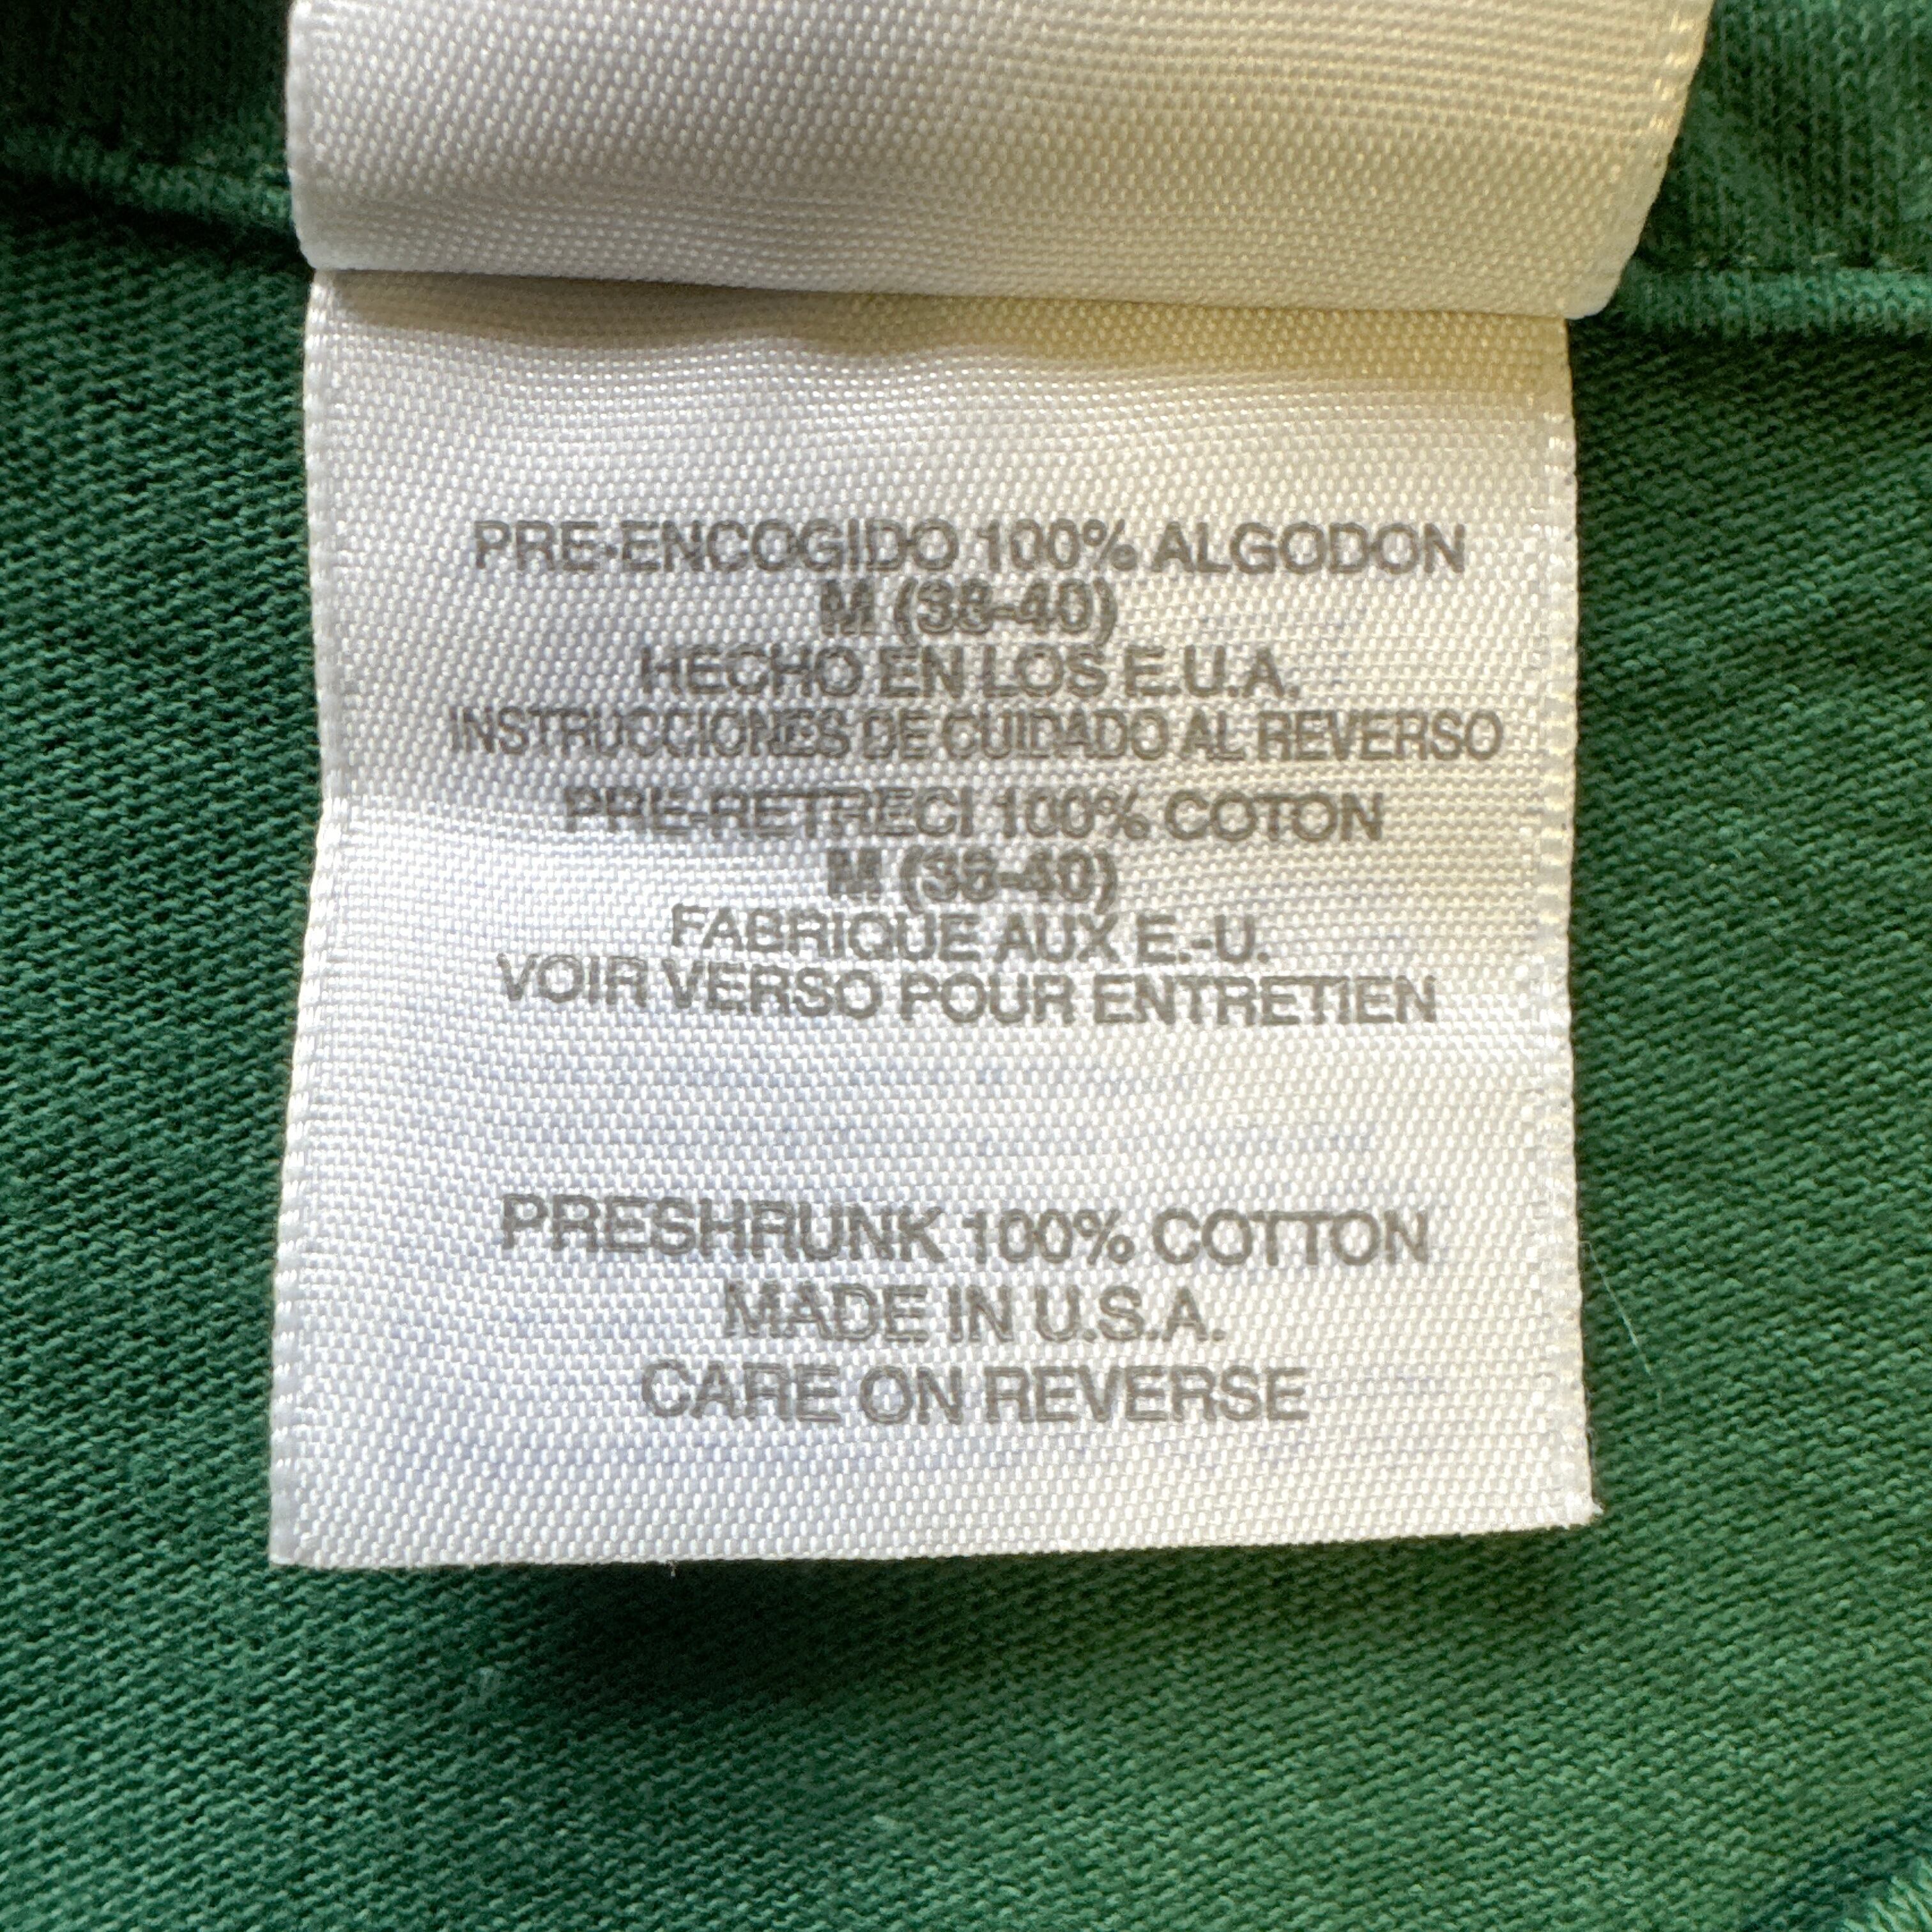 PRE-ENCOGIDO 100% ALGODON
M (38-40)
HECHO EN LOS E.U.A.
INSTRUCCIONES DE CUIDADO AL REVERSO
PRE-RETRECI 100% COTON
M (38-40)
FABRIQUE AUX E.-U.
VOIR VERSO POUR ENTRETIEN
PRESHRUNK 100% COTTON
MADE IN U.S.A.
CARE ON REVERSE